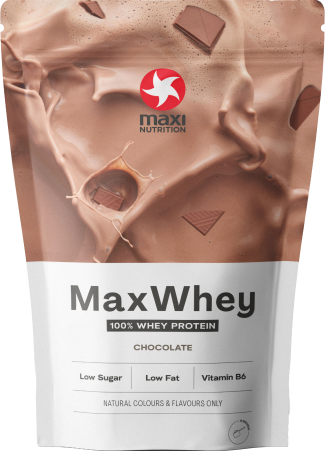 maxi
NUTRITION
MaxWhey
100% WHEY PROTEIN
CHOCOLATE
Low Sugar
Low Fat
Vitamin B6
NATURAL COLOURS & FLAVOURS ONLY